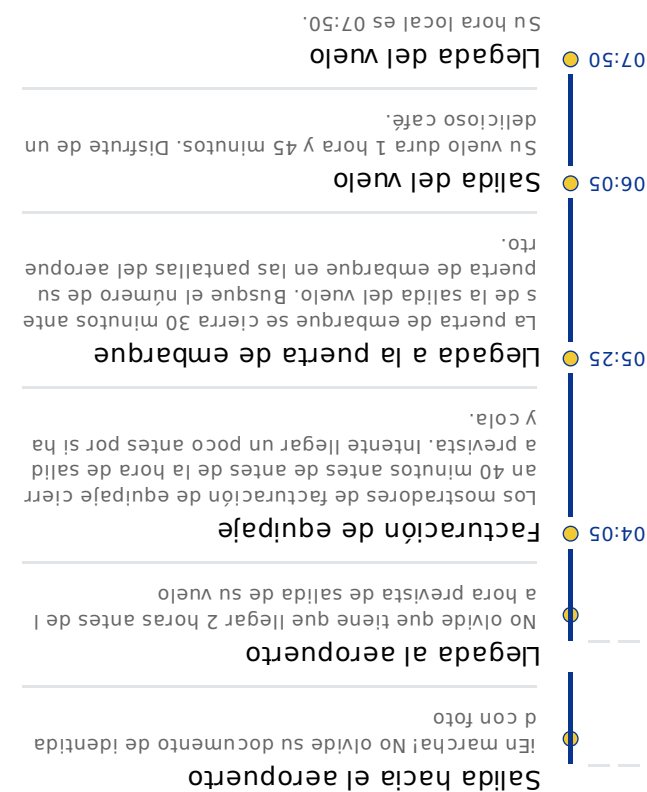 Salida hacia el aeropuerto
¡En marcha! No olvide su documento de identida
d con foto
Llegada al aeropuerto
No olvide que tiene que llegar 2 horas antes de l
a hora prevista de salida de su vuelo
04:05
Facturación de equipaje
Los mostradores de facturación de equipaje cierr
an 40 minutos antes de antes de la hora de salid
a prevista. Intente llegar un poco antes por si ha
y cola.
05:25
Llegada a la puerta de embarque
La puerta de embarque se cierra 30 minutos ante
s de la salida del vuelo. Busque el número de su
puerta de embarque en las pantallas del aeropue
rto.
06:05
Salida del vuelo
Su vuelo dura 1 hora y 45 minutos. Disfrute de un
delicioso café.
07:50
Llegada del vuelo
Su hora local es 07:50.